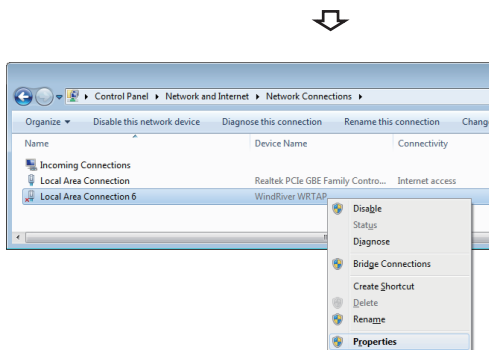 Control Panel ▸ Network and Internet ▸ Network Connections ▸
Organize ▼ Disable this network device Diagnose this connection Rename this connection Chang
Name Device Name Connectivity
Incoming Connections
Local Area Connection Realtek PCIe GBE Family Contro... Internet access
Local Area Connection 6 WindRiver WRTAP
Disable
Status
Diagnose
Bridge Connections
Create Shortcut
Delete
Rename
Properties